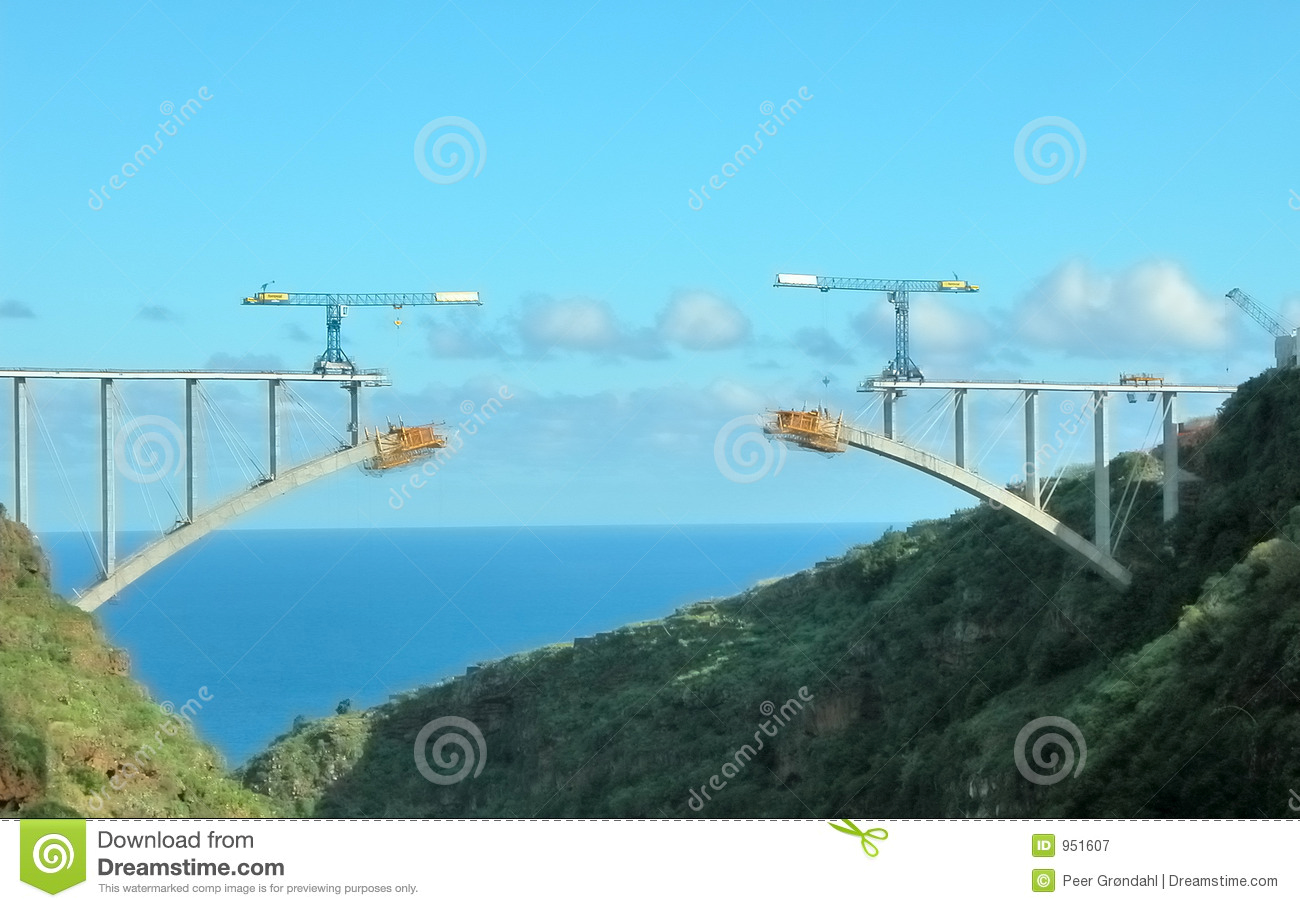 dreamstime
dreamstime
dreamstime
dreamstime
dreamstime
Download from
Dreamstime.com
This watermarked comp image is for previewing purposes only.
ID 951607
© Peer Grøndahl | Dreamstime.com